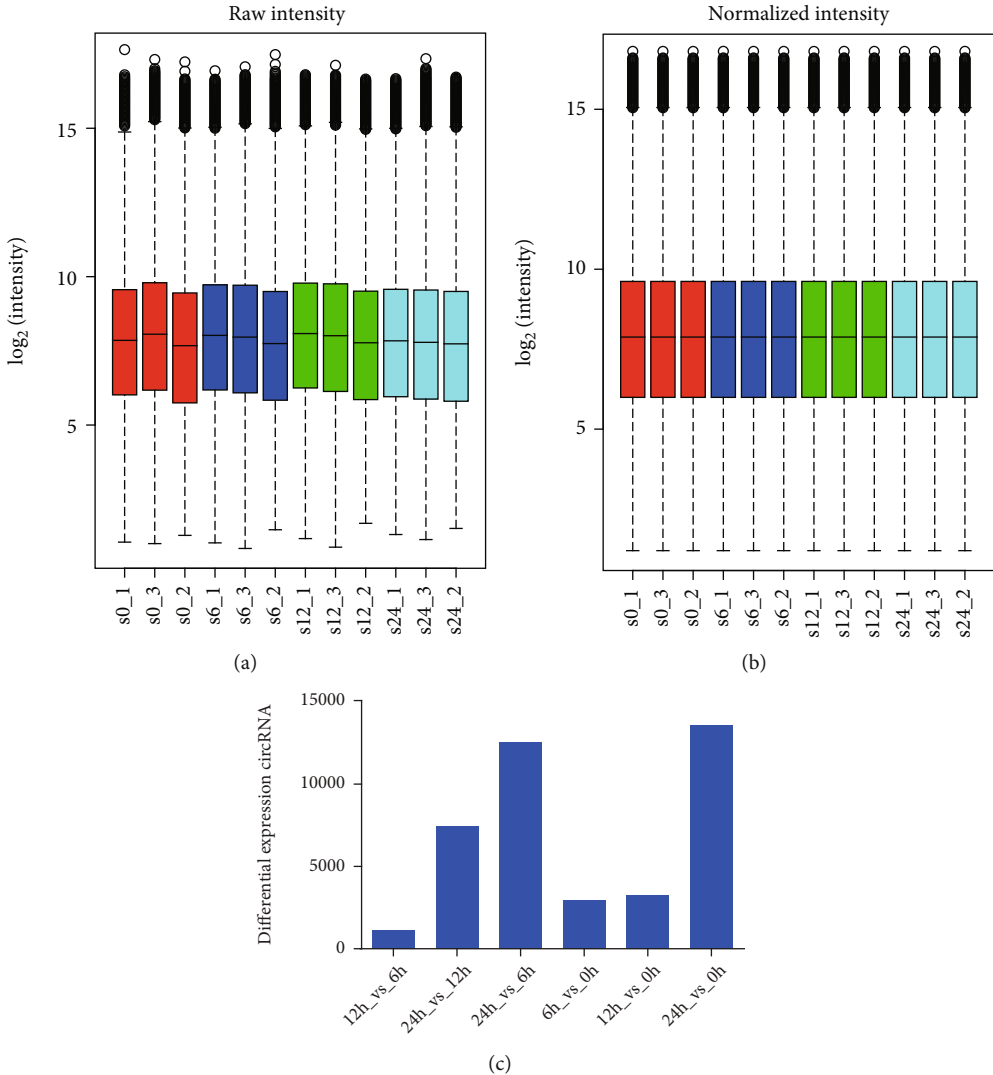 Raw intensity
log2 (intensity)
15
10
5
s0_1
s0_3
s0_2
s6_1
s6_3
s6_2
s12_1
s12_3
s12_2
s24_1
s24_3
s24_2
(a)
Normalized intensity
log2 (intensity)
15
10
5
s0_1
s0_3
s0_2
s6_1
s6_3
s6_2
s12_1
s12_3
s12_2
s24_1
s24_3
s24_2
(b)
Differential expression circRNA
15000
10000
5000
0
12h_vs_6h
24h_vs_12h
24h_vs_6h
6h_vs_0h
12h_vs_0h
24h_vs_0h
(c)